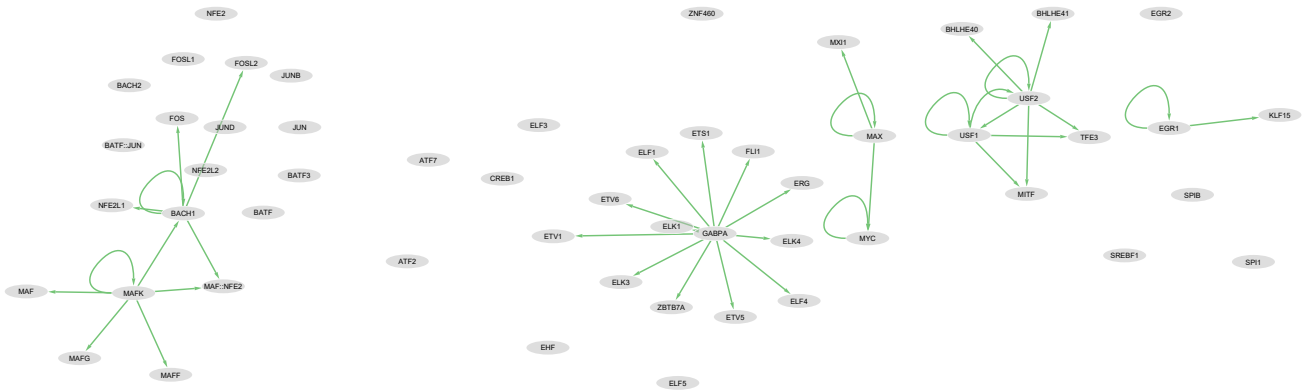 NFE2
ZNF460
BHLHE41
EGR2
BHLHE40
MXI1
FOSL1
FOSL2
JUNB
BACH2
USF2
FOS
JUND
JUN
ELF3
ETS1
MAX
USF1
TFE3
EGR1
KLF15
BATF::JUN
ELF1
FLI1
ATF7
NFE2L2
BATF3
CREB1
ERG
MITF
SPIB
NFE2L1
BACH1
BATF
ETV6
ELK1
GABPA
ETV1
ELK4
MYC
SREBF1
ATF2
SPI1
ELK3
MAF
MAFK
MAF::NFE2
ZBTB7A
ELF4
ETV5
EHF
MAFG
MAFF
ELF5